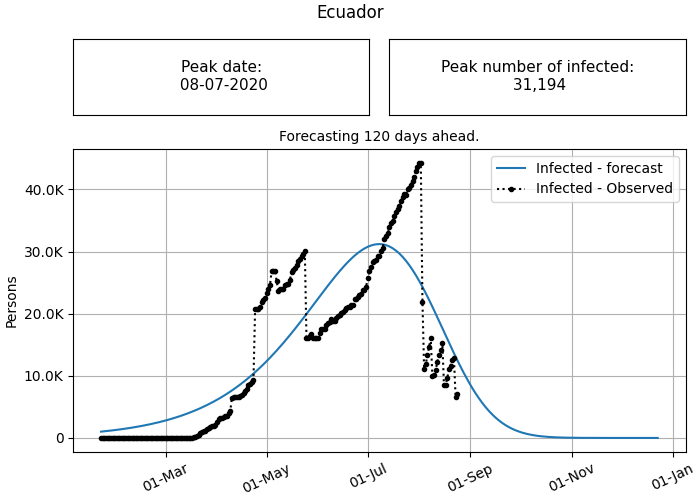 Ecuador
Peak date:
08-07-2020
Peak number of infected:
31,194
Forecasting 120 days ahead.
Infected - forecast
Infected - Observed
Persons
40.0K
30.0K
20.0K
10.0K
0
01-Mar
01-May
01-Jul
01-Sep
01-Nov
01-Jan